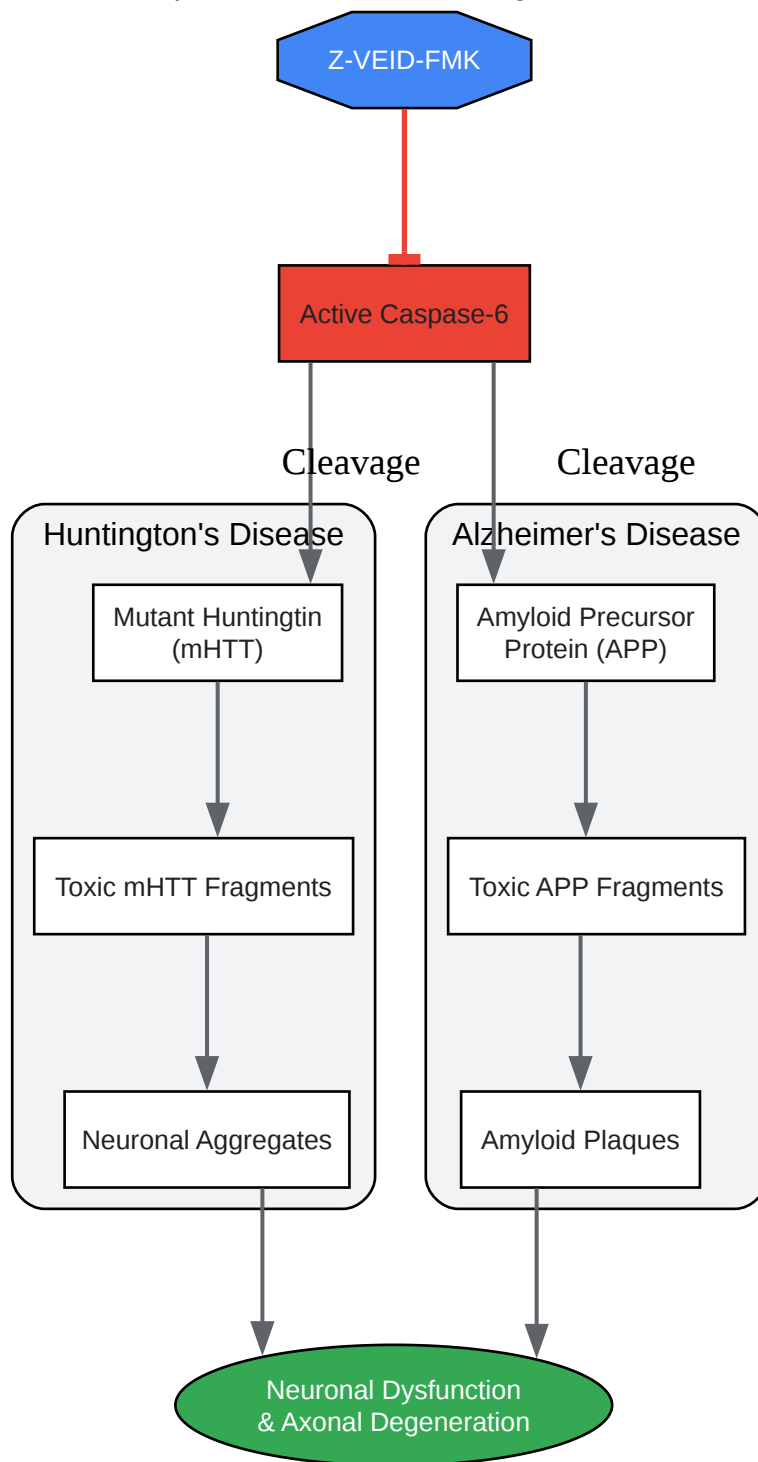 Z-VEID-FMK
Active Caspase-6
Cleavage
Cleavage
Huntington's Disease
Alzheimer's Disease
Mutant Huntingtin
(mHTT)
Amyloid Precursor
Protein (APP)
Toxic mHTT Fragments
Toxic APP Fragments
Neuronal Aggregates
Amyloid Plaques
Neuronal Dysfunction
& Axonal Degeneration